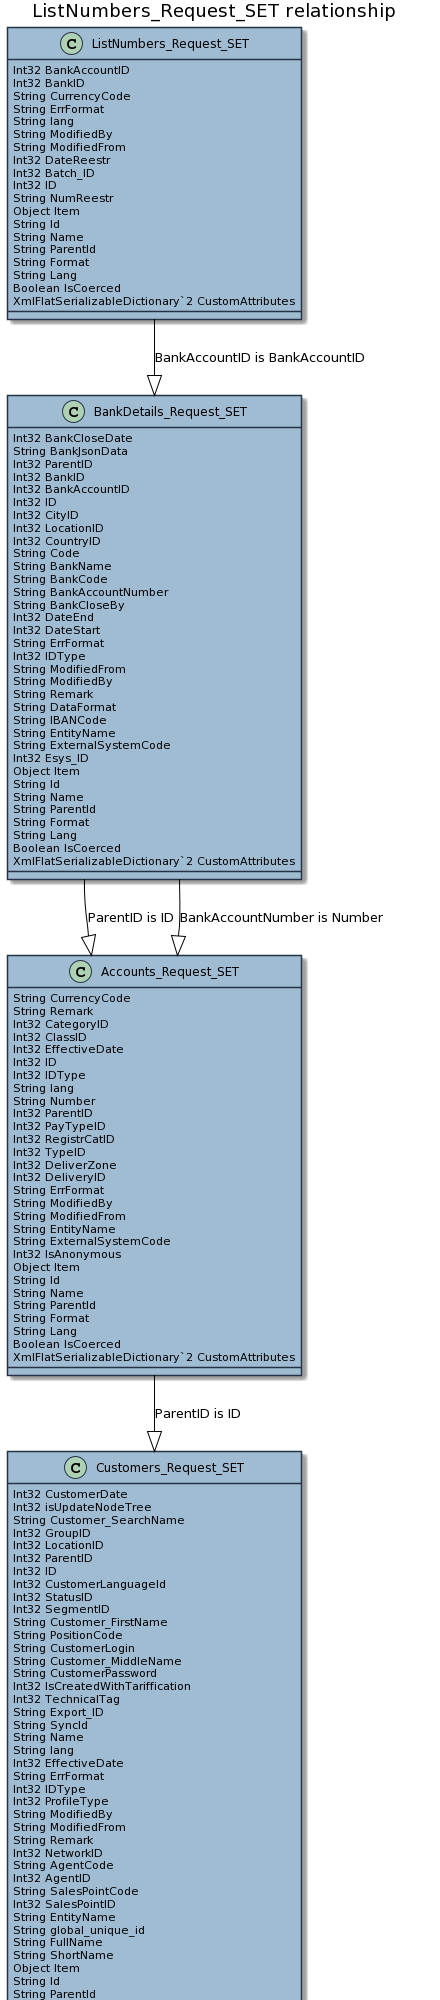 ListNumbers_Request_SET relationship
C ListNumbers_Request_SET
Int32 BankAccountID
Int32 BankID
String CurrencyCode
String ErrFormat
String lang
String ModifiedBy
String ModifiedFrom
Int32 DateReestr
Int32 Batch_ID
Int32 ID
String NumReestr
Object Item
String Id
String Name
String ParentId
String Format
String Lang
Boolean IsCoerced
XmlFlatSerializableDictionary`2 CustomAttributes
BankAccountID is BankAccountID
C BankDetails_Request_SET
Int32 BankCloseDate
String BankJsonData
Int32 ParentID
Int32 BankID
Int32 BankAccountID
Int32 ID
Int32 CityID
Int32 LocationID
Int32 CountryID
String Code
String BankName
String BankCode
String BankAccountNumber
String BankCloseBy
Int32 DateEnd
Int32 DateStart
String ErrFormat
Int32 IDType
String ModifiedFrom
String ModifiedBy
String Remark
String DataFormat
String IBANCode
String EntityName
String ExternalSystemCode
Int32 Esys_ID
Object Item
String Id
String Name
String ParentId
String Format
String Lang
Boolean IsCoerced
XmlFlatSerializableDictionary`2 CustomAttributes
ParentID is ID BankAccountNumber is Number
C Accounts_Request_SET
String CurrencyCode
String Remark
Int32 CategoryID
Int32 ClassID
Int32 EffectiveDate
Int32 ID
Int32 IDType
String lang
String Number
Int32 ParentID
Int32 PayTypeID
Int32 RegistrCatID
Int32 TypeID
Int32 DeliverZone
Int32 DeliveryID
String ErrFormat
String ModifiedBy
String ModifiedFrom
String EntityName
String ExternalSystemCode
Int32 IsAnonymous
Object Item
String Id
String Name
String ParentId
String Format
String Lang
Boolean IsCoerced
XmlFlatSerializableDictionary`2 CustomAttributes
ParentID is ID
C Customers_Request_SET
Int32 CustomerDate
Int32 isUpdateNodeTree
String Customer_SearchName
Int32 GroupID
Int32 LocationID
Int32 ParentID
Int32 ID
Int32 CustomerLanguageId
Int32 StatusID
Int32 SegmentID
String Customer_FirstName
String PositionCode
String CustomerLogin
String Customer_MiddleName
String CustomerPassword
Int32 IsCreatedWithTariffication
Int32 TechnicalTag
String Export_ID
String SyncId
String Name
String lang
Int32 EffectiveDate
String ErrFormat
Int32 IDType
Int32 ProfileType
String ModifiedBy
String ModifiedFrom
String Remark
Int32 NetworkID
String AgentCode
Int32 AgentID
String SalesPointCode
Int32 SalesPointID
String EntityName
String global_unique_id
String FullName
String ShortName
Object Item
String Id
String ParentId